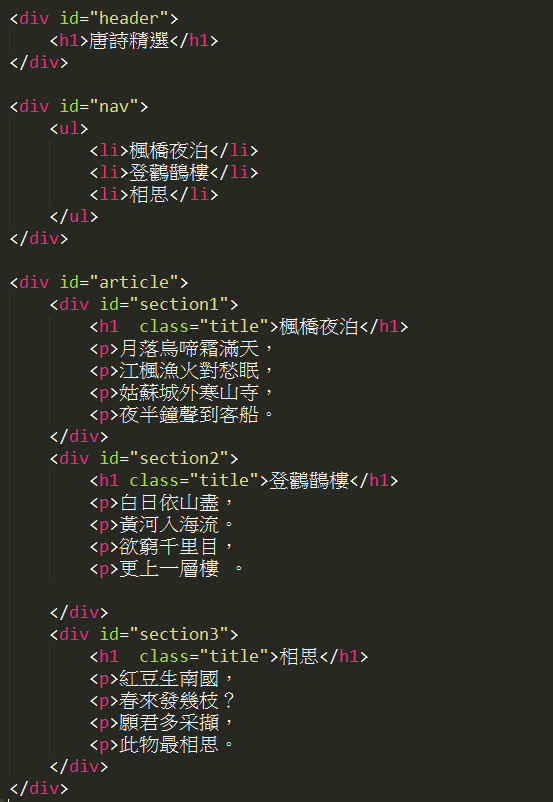 <div id="header">
    <h1>唐詩精選</h1>
</div>

<div id="nav">
    <ul>
        <li>楓橋夜泊</li>
        <li>登鸛鵲樓</li>
        <li>相思</li>
    </ul>
</div>

<div id="article">
    <div id="section1">
        <h1  class="title">楓橋夜泊</h1>
        <p>月落烏啼霜滿天，
        <p>江楓漁火對愁眠，
        <p>姑蘇城外寒山寺，
        <p>夜半鐘聲到客船。
    </div>
    <div id="section2">
        <h1 class="title">登鸛鵲樓</h1>
        <p>白日依山盡，
        <p>黃河入海流。
        <p>欲窮千里目，
        <p>更上一層樓 。

    </div>
    <div id="section3">
        <h1  class="title">相思</h1>
        <p>紅豆生南國，
        <p>春來發幾枝？
        <p>願君多采擷，
        <p>此物最相思。
    </div>
</div>